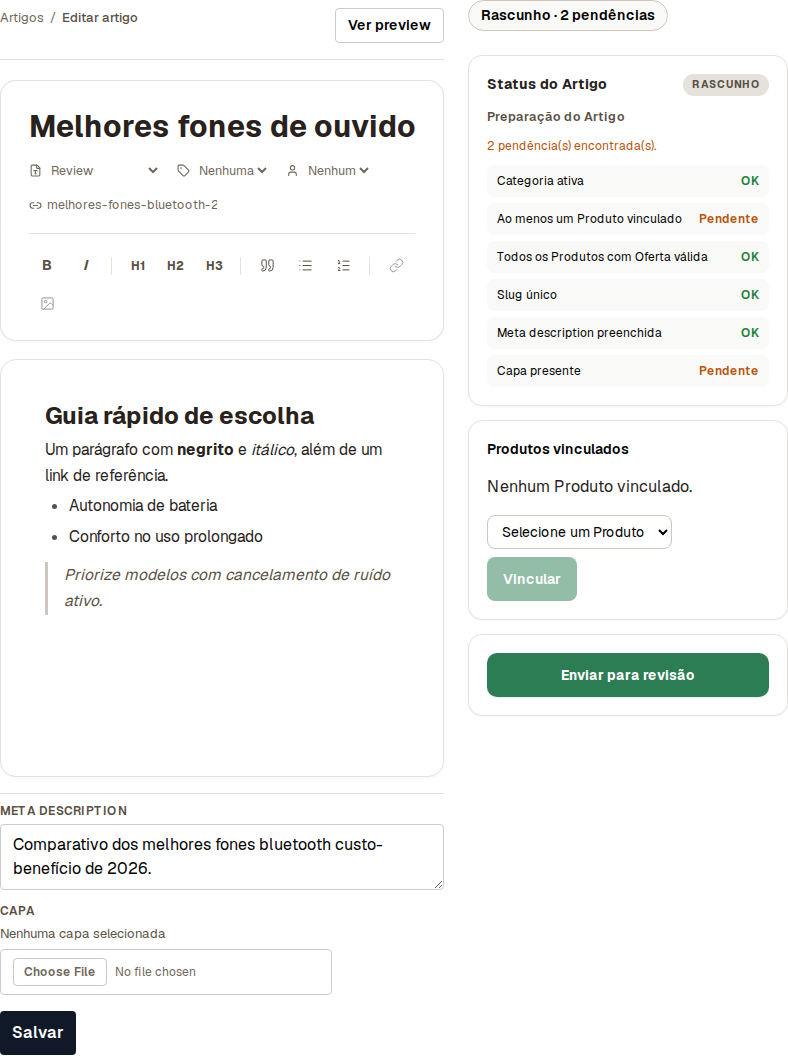 Artigos / Editar artigo
Ver preview
Melhores fones de ouvido
Review
Nenhuma
Nenhum
melhores-fones-bluetooth-2
B I H1 H2 H3
Guia rápido de escolha
Um parágrafo com negrito e itálico, além de um
link de referência.
Autonomia de bateria
Conforto no uso prolongado
Priorize modelos com cancelamento de ruído
ativo.
META DESCRIPTION
Comparativo dos melhores fones bluetooth custo-
benefício de 2026.
CAPA
Nenhuma capa selecionada
Choose File No file chosen
Salvar
Rascunho · 2 pendências
Status do Artigo
RASCUNHO
Preparação do Artigo
2 pendência(s) encontrada(s).
Categoria ativa OK
Ao menos um Produto vinculado Pendente
Todos os Produtos com Oferta válida OK
Slug único OK
Meta description preenchida OK
Capa presente Pendente
Produtos vinculados
Nenhum Produto vinculado.
Selecione um Produto
Vincular
Enviar para revisão